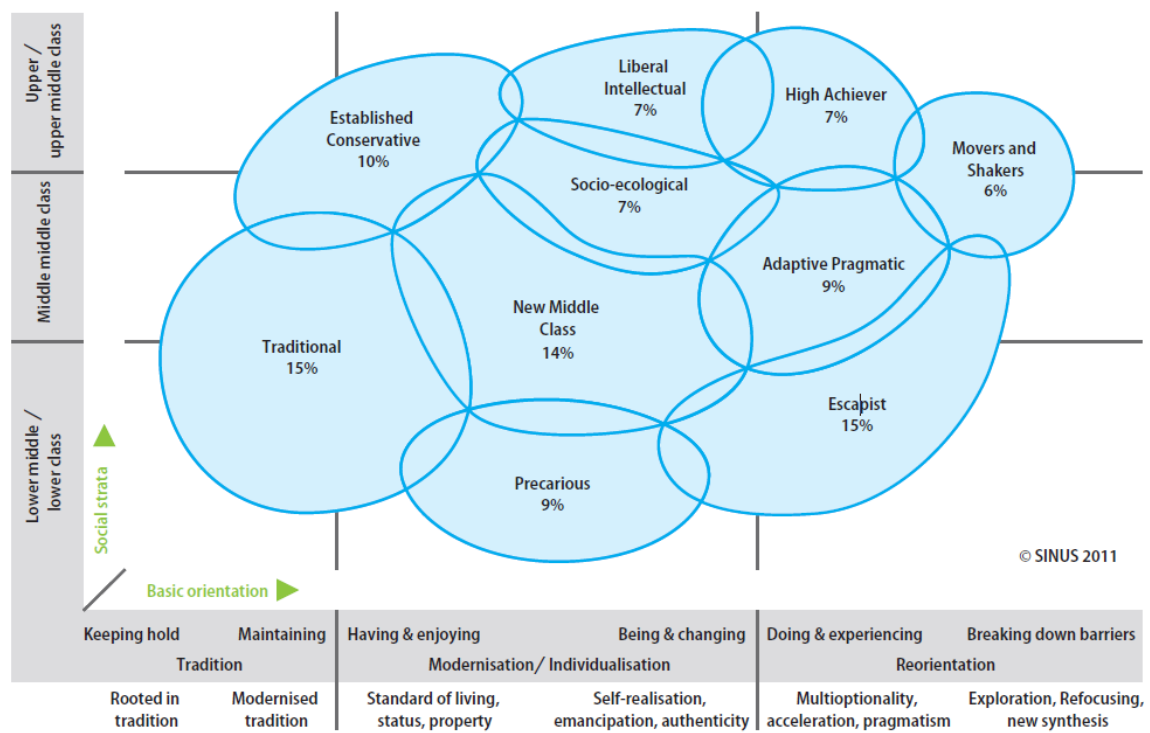 Upper /
upper middle class
Middle middle class
Lower middle /
lower class
Social strata
Basic orientation
Established
Conservative
10%
Liberal
Intellectual
7%
High Achiever
7%
Movers and
Shakers
6%
Socio-ecological
7%
Adaptive Pragmatic
9%
New Middle
Class
14%
Traditional
15%
Escapist
15%
Precarious
9%
© SINUS 2011
Keeping hold
Maintaining
Having & enjoying
Being & changing
Doing & experiencing
Breaking down barriers
Tradition
Modernisation/ Individualisation
Reorientation
Rooted in
tradition
Modernised
tradition
Standard of living,
status, property
Self-realisation,
emancipation, authenticity
Multioptionality,
acceleration, pragmatism
Exploration, Refocusing,
new synthesis